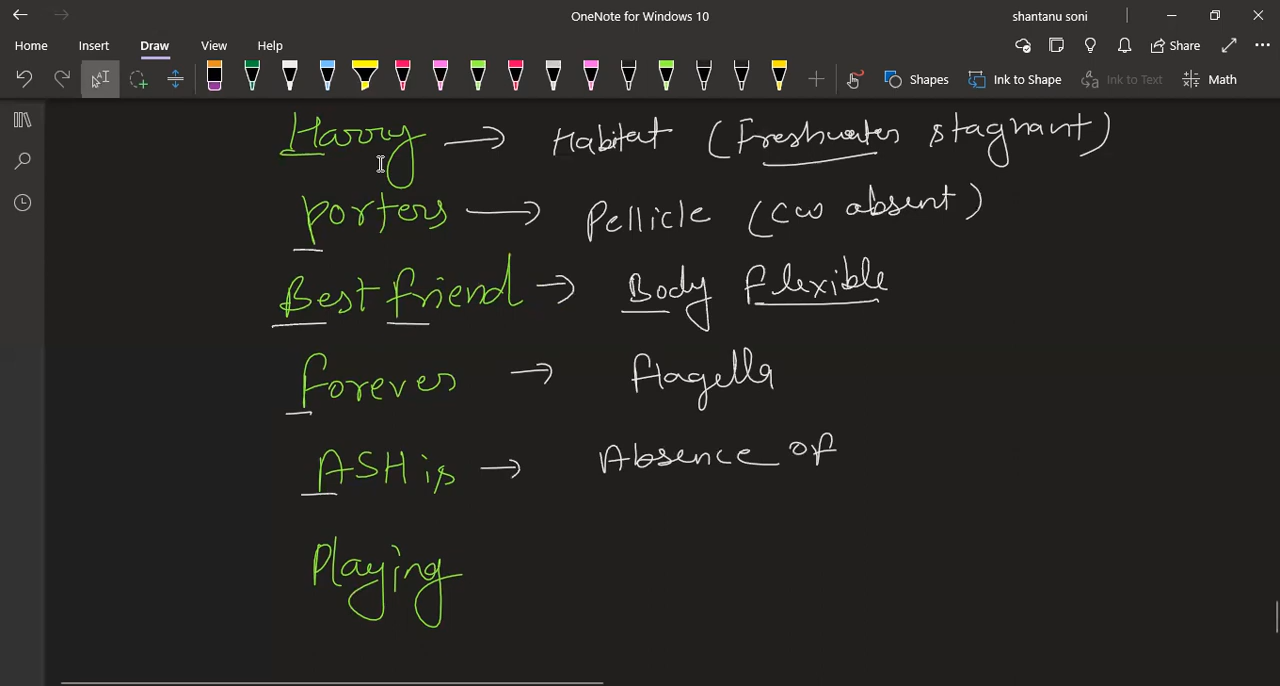 OneNote for Windows 10
shantanu soni
Home Insert Draw View Help
Share
Shapes Ink to Shape Ink to Text Math
Harry → Habitat (Freshwater stagnant)
Porters → Pellicle (CW absent)
Best friend → Body flexible
Forever → flagella
ASH is → Absence of
Playing